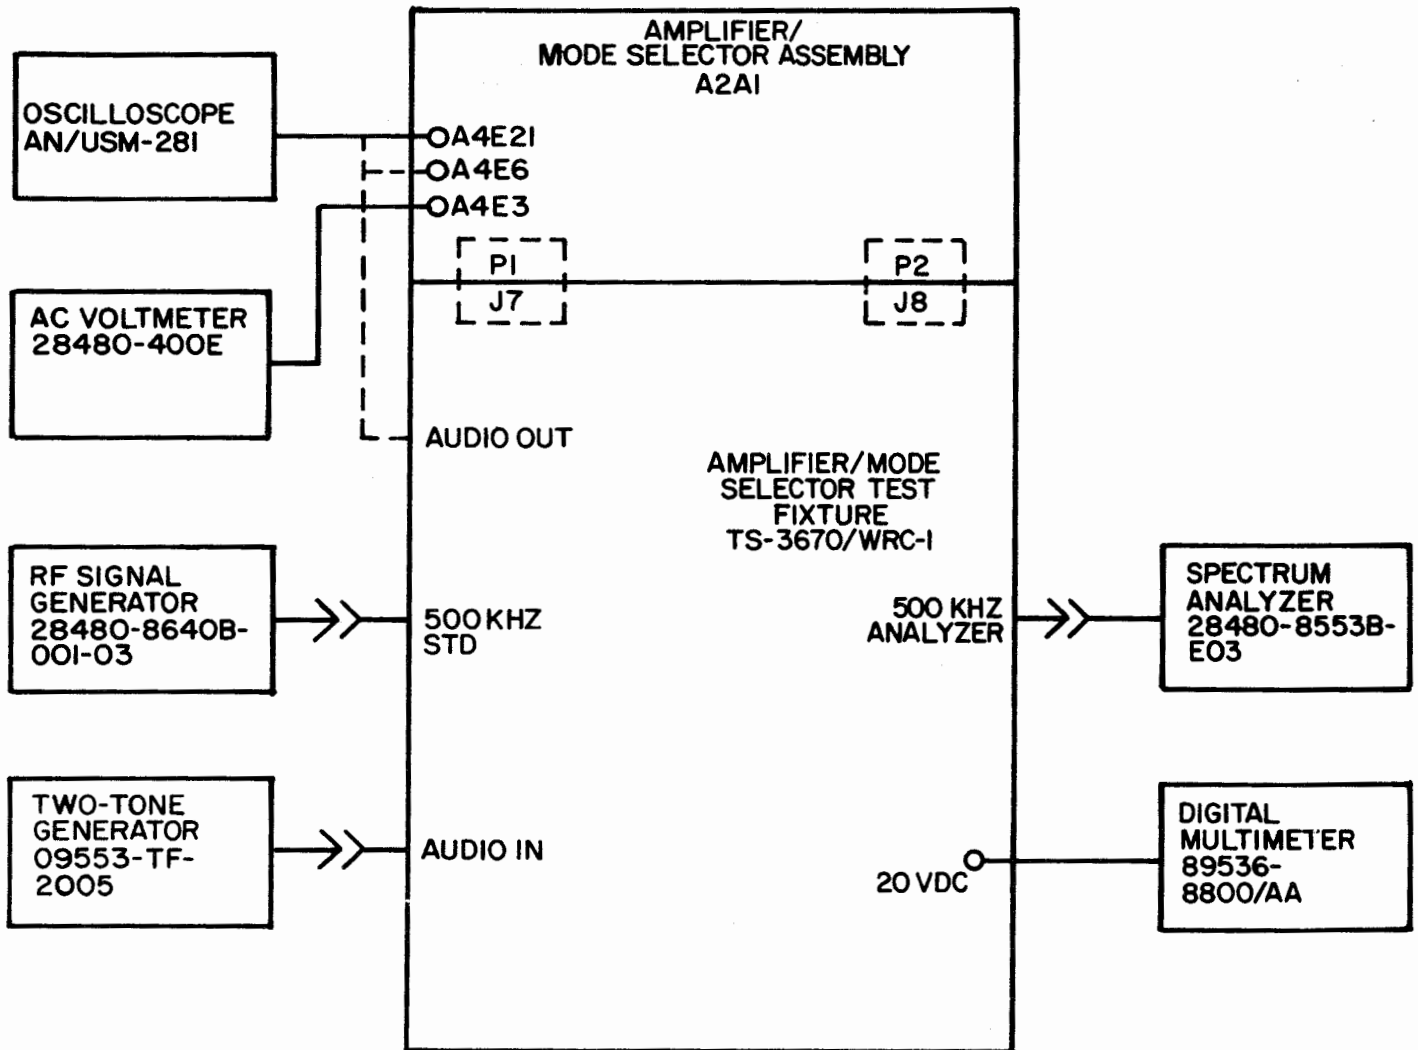 AMPLIFIER/
MODE SELECTOR ASSEMBLY
A2A1
OSCILLOSCOPE
AN/USM-281
A4E21
A4E6
A4E3
P1
J7
P2
J8
AC VOLTMETER
28480-400E
AUDIO OUT
AMPLIFIER/MODE
SELECTOR TEST
FIXTURE
TS-3670/WRC-1
RF SIGNAL
GENERATOR
28480-8640B-
001-03
500 KHZ
STD
500 KHZ
ANALYZER
SPECTRUM
ANALYZER
28480-8553B-
E03
TWO-TONE
GENERATOR
09553-TF-
2005
AUDIO IN
20 VDC
DIGITAL
MULTIMETER
89536-
8800/AA